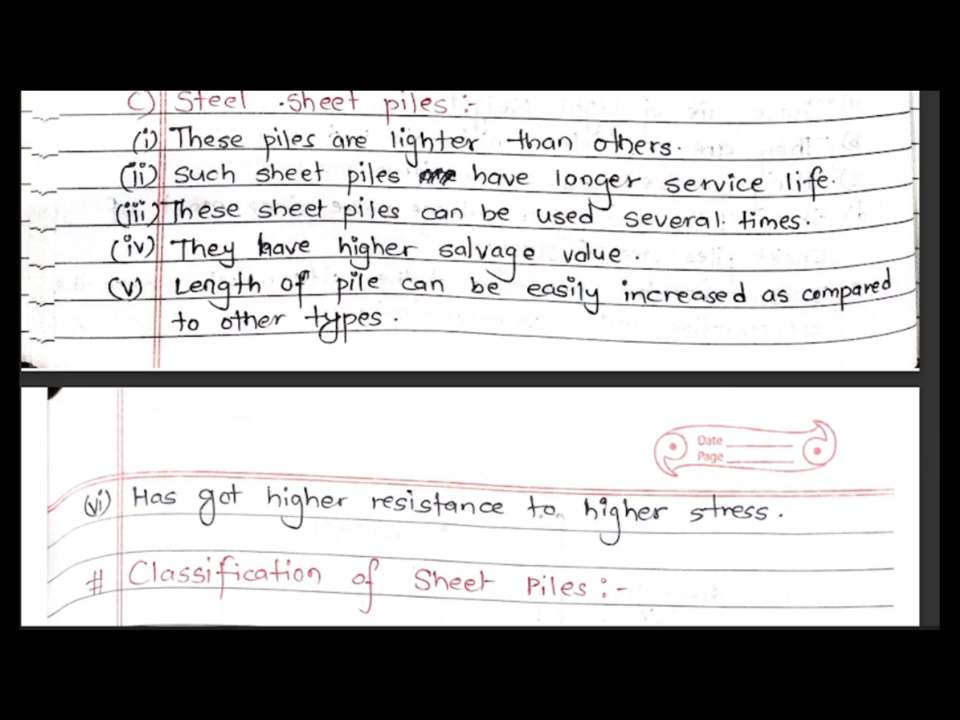 C) Steel sheet piles :-
(i) These piles are lighter than others.
(ii) Such sheet piles have longer service life.
(iii) These sheet piles can be used several times.
(iv) They have higher salvage value.
(v) Length of pile can be easily increased as compared
to other types.
Date
Page
(vi) Has got higher resistance to higher stress.
# Classification of Sheet Piles :-